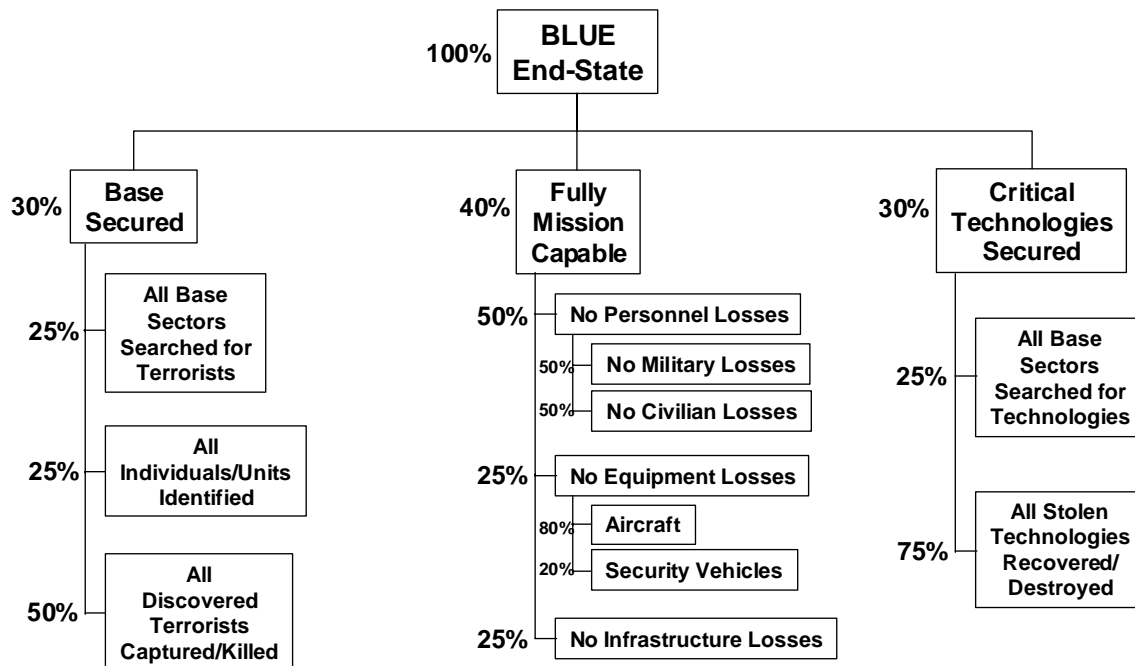 100%
BLUE
End-State
30%
Base
Secured
40%
Fully
Mission
Capable
30%
Critical
Technologies
Secured
25%
All Base
Sectors
Searched for
Terrorists
25%
All
Individuals/Units
Identified
50%
All
Discovered
Terrorists
Captured/Killed
50%
No Personnel Losses
50%
No Military Losses
50%
No Civilian Losses
25%
No Equipment Losses
80%
Aircraft
20%
Security Vehicles
25%
No Infrastructure Losses
25%
All Base
Sectors
Searched for
Technologies
75%
All Stolen
Technologies
Recovered/
Destroyed